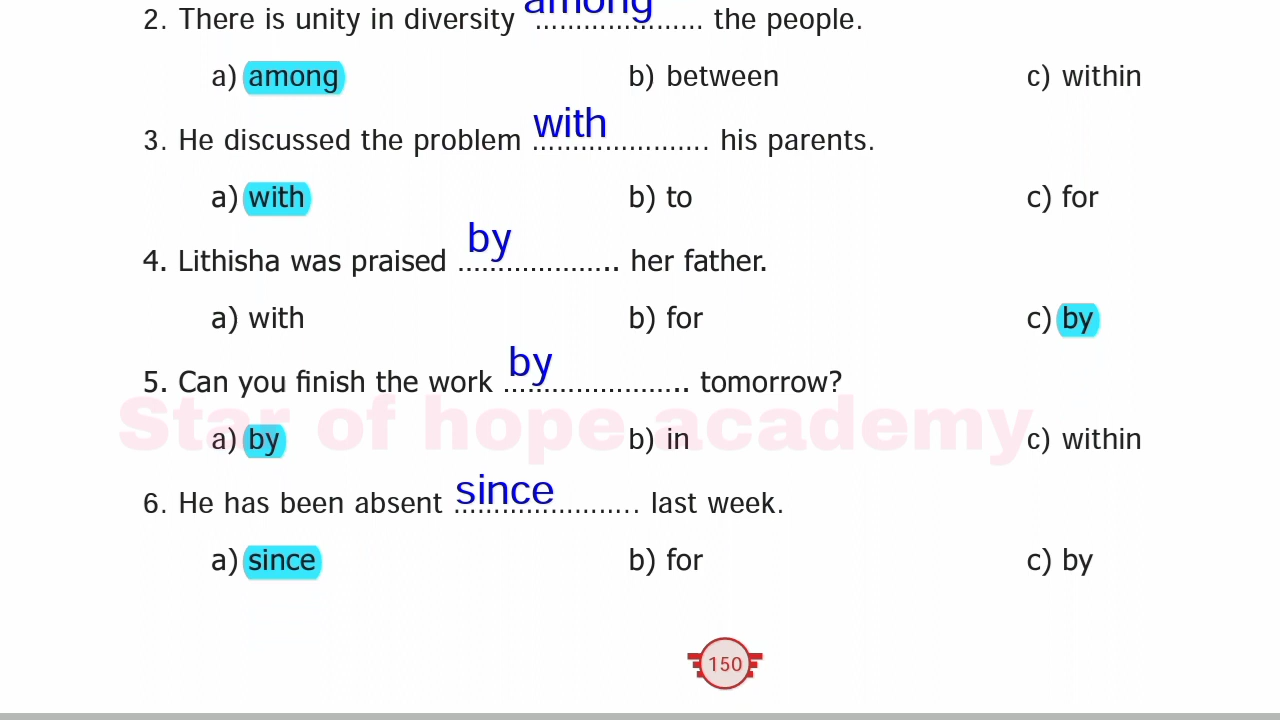 among
2. There is unity in diversity ..................... the people.
a) among b) between c) within
with
3. He discussed the problem ...................... his parents.
a) with b) to c) for
by
4. Lithisha was praised .................... her father.
a) with b) for c) by
by
5. Can you finish the work ....................... tomorrow?
Star of hope academy
a) by b) in c) within
since
6. He has been absent ....................... last week.
a) since b) for c) by
150